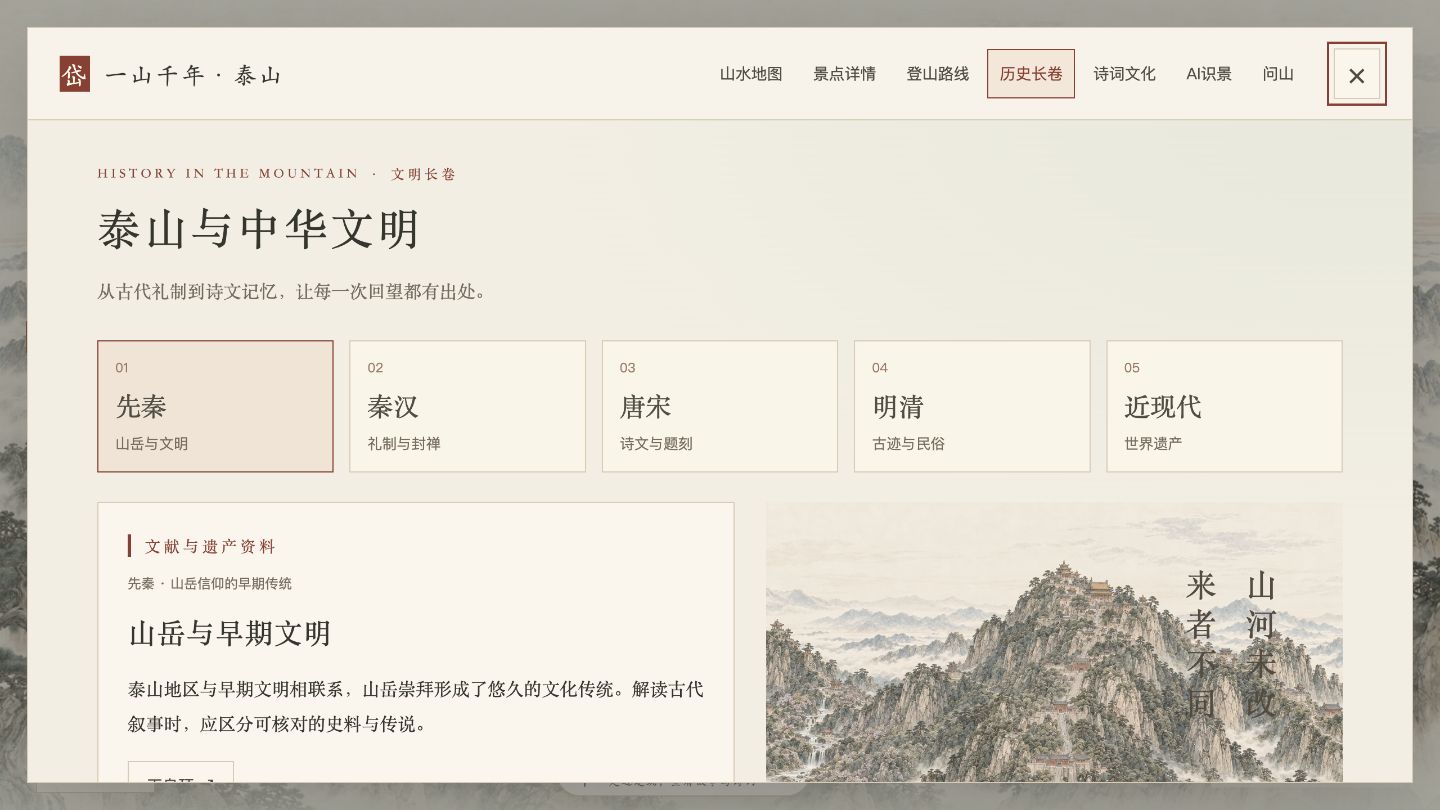 岱 一山千年 · 泰山
山水地图 景点详情 登山路线 历史长卷 诗词文化 AI识景 问山 ×
HISTORY IN THE MOUNTAIN · 文明长卷
泰山与中华文明
从古代礼制到诗文记忆，让每一次回望都有出处。
01
先秦
山岳与文明
02
秦汉
礼制与封禅
03
唐宋
诗文与题刻
04
明清
古迹与民俗
05
近现代
世界遗产
文献与遗产资料
先秦 · 山岳信仰的早期传统
山岳与早期文明
泰山地区与早期文明相联系，山岳崇拜形成了悠久的文化传统。解读古代
叙事时，应区分可核对的史料与传说。
山河未改
来者不同